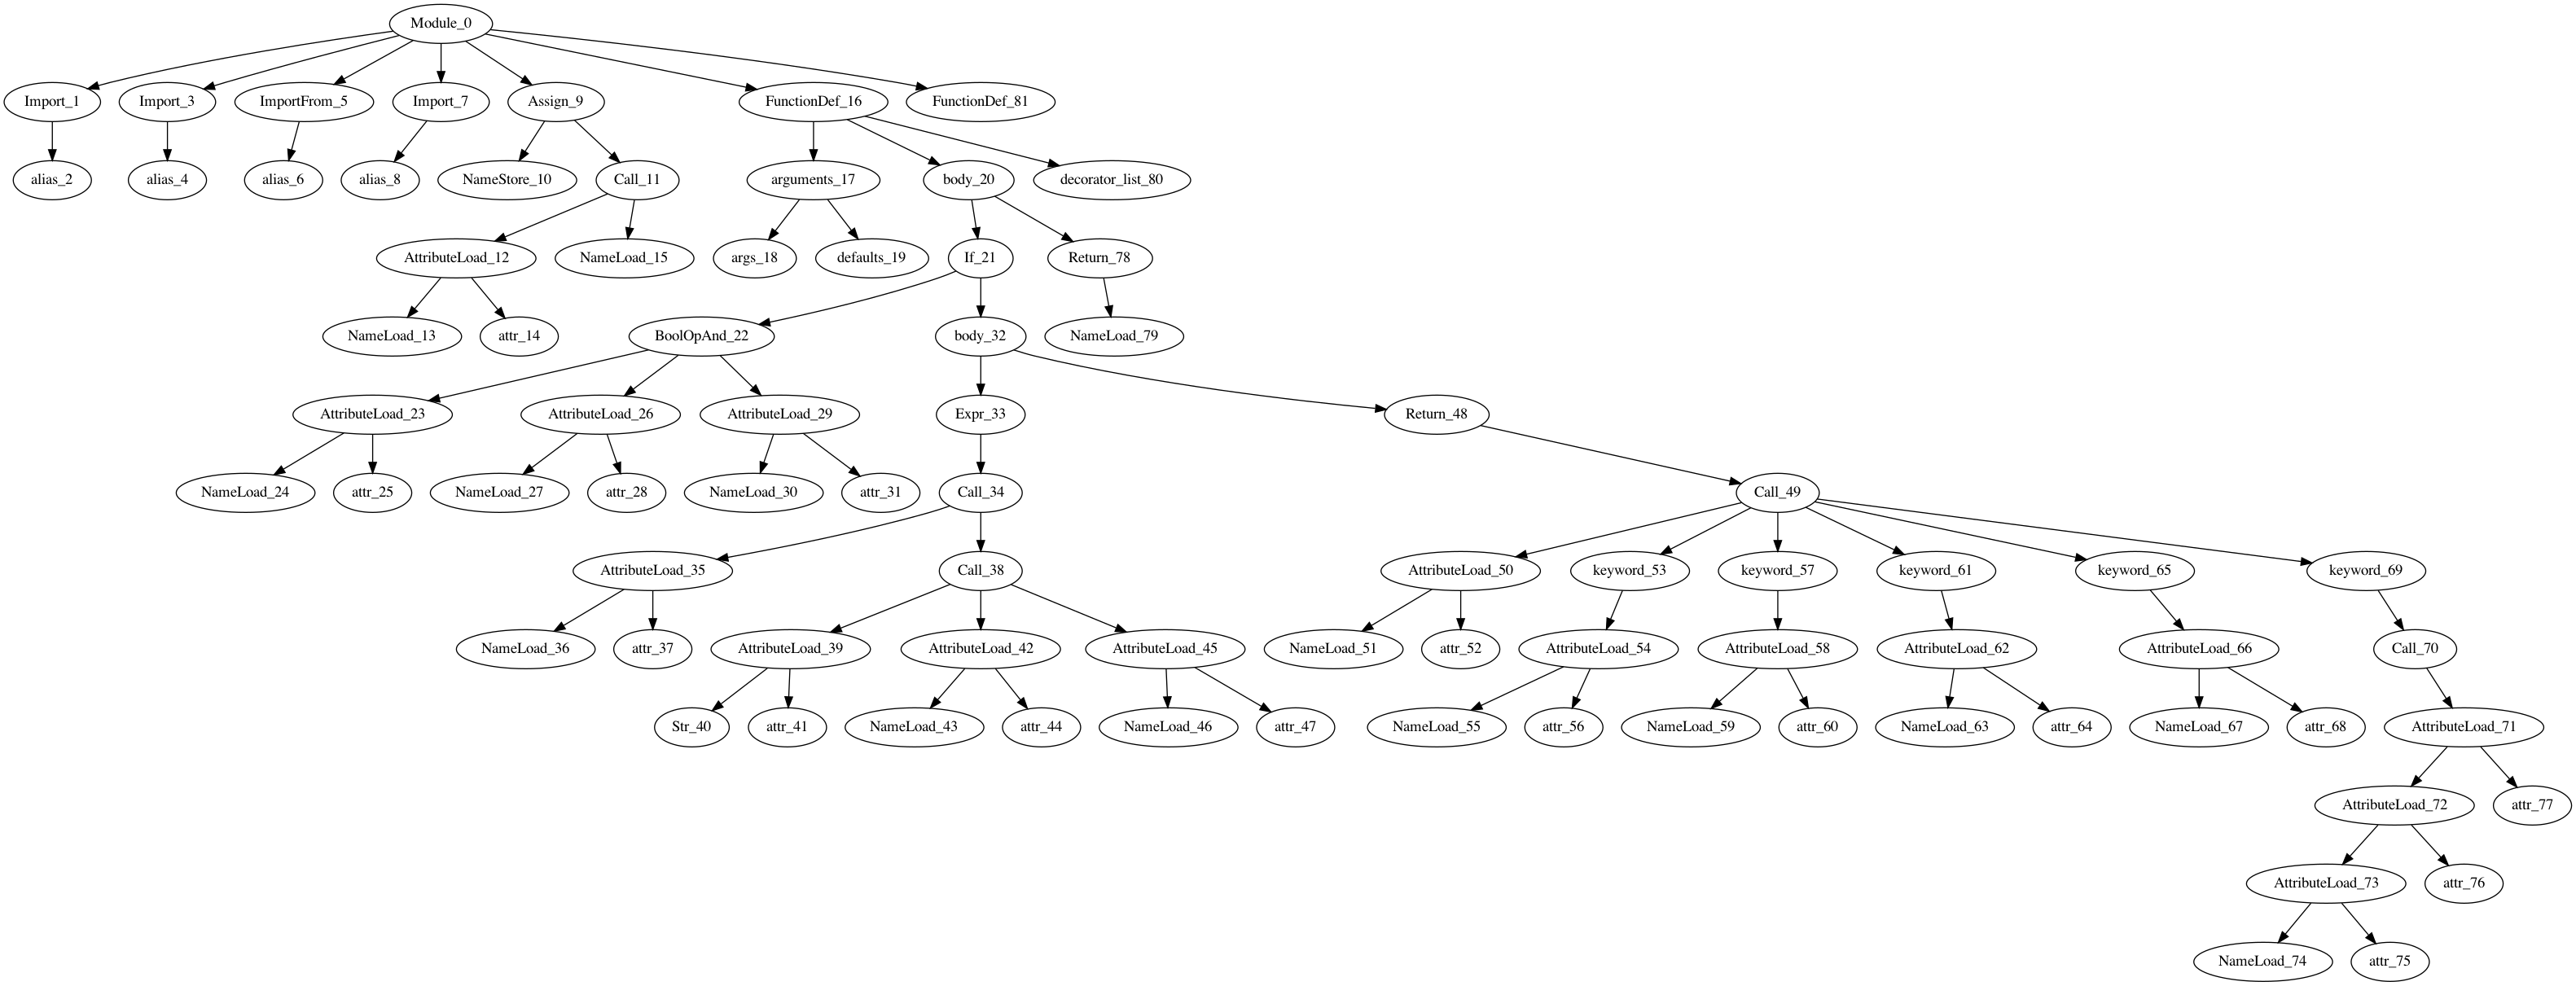 Module_0
Import_1 Import_3 ImportFrom_5 Import_7 Assign_9 FunctionDef_16 FunctionDef_81
alias_2 alias_4 alias_6 alias_8 NameStore_10 Call_11 arguments_17 body_20 decorator_list_80
AttributeLoad_12 NameLoad_15 args_18 defaults_19 If_21 Return_78
NameLoad_13 attr_14 BoolOpAnd_22 body_32 NameLoad_79
AttributeLoad_23 AttributeLoad_26 AttributeLoad_29 Expr_33 Return_48
NameLoad_24 attr_25 NameLoad_27 attr_28 NameLoad_30 attr_31 Call_34 Call_49
AttributeLoad_35 Call_38 AttributeLoad_50 keyword_53 keyword_57 keyword_61 keyword_65 keyword_69
NameLoad_36 attr_37 AttributeLoad_39 AttributeLoad_42 AttributeLoad_45 NameLoad_51 attr_52 AttributeLoad_54 AttributeLoad_58 AttributeLoad_62 AttributeLoad_66 Call_70
Str_40 attr_41 NameLoad_43 attr_44 NameLoad_46 attr_47 NameLoad_55 attr_56 NameLoad_59 attr_60 NameLoad_63 attr_64 NameLoad_67 attr_68 AttributeLoad_71
AttributeLoad_72 attr_77
AttributeLoad_73 attr_76
NameLoad_74 attr_75